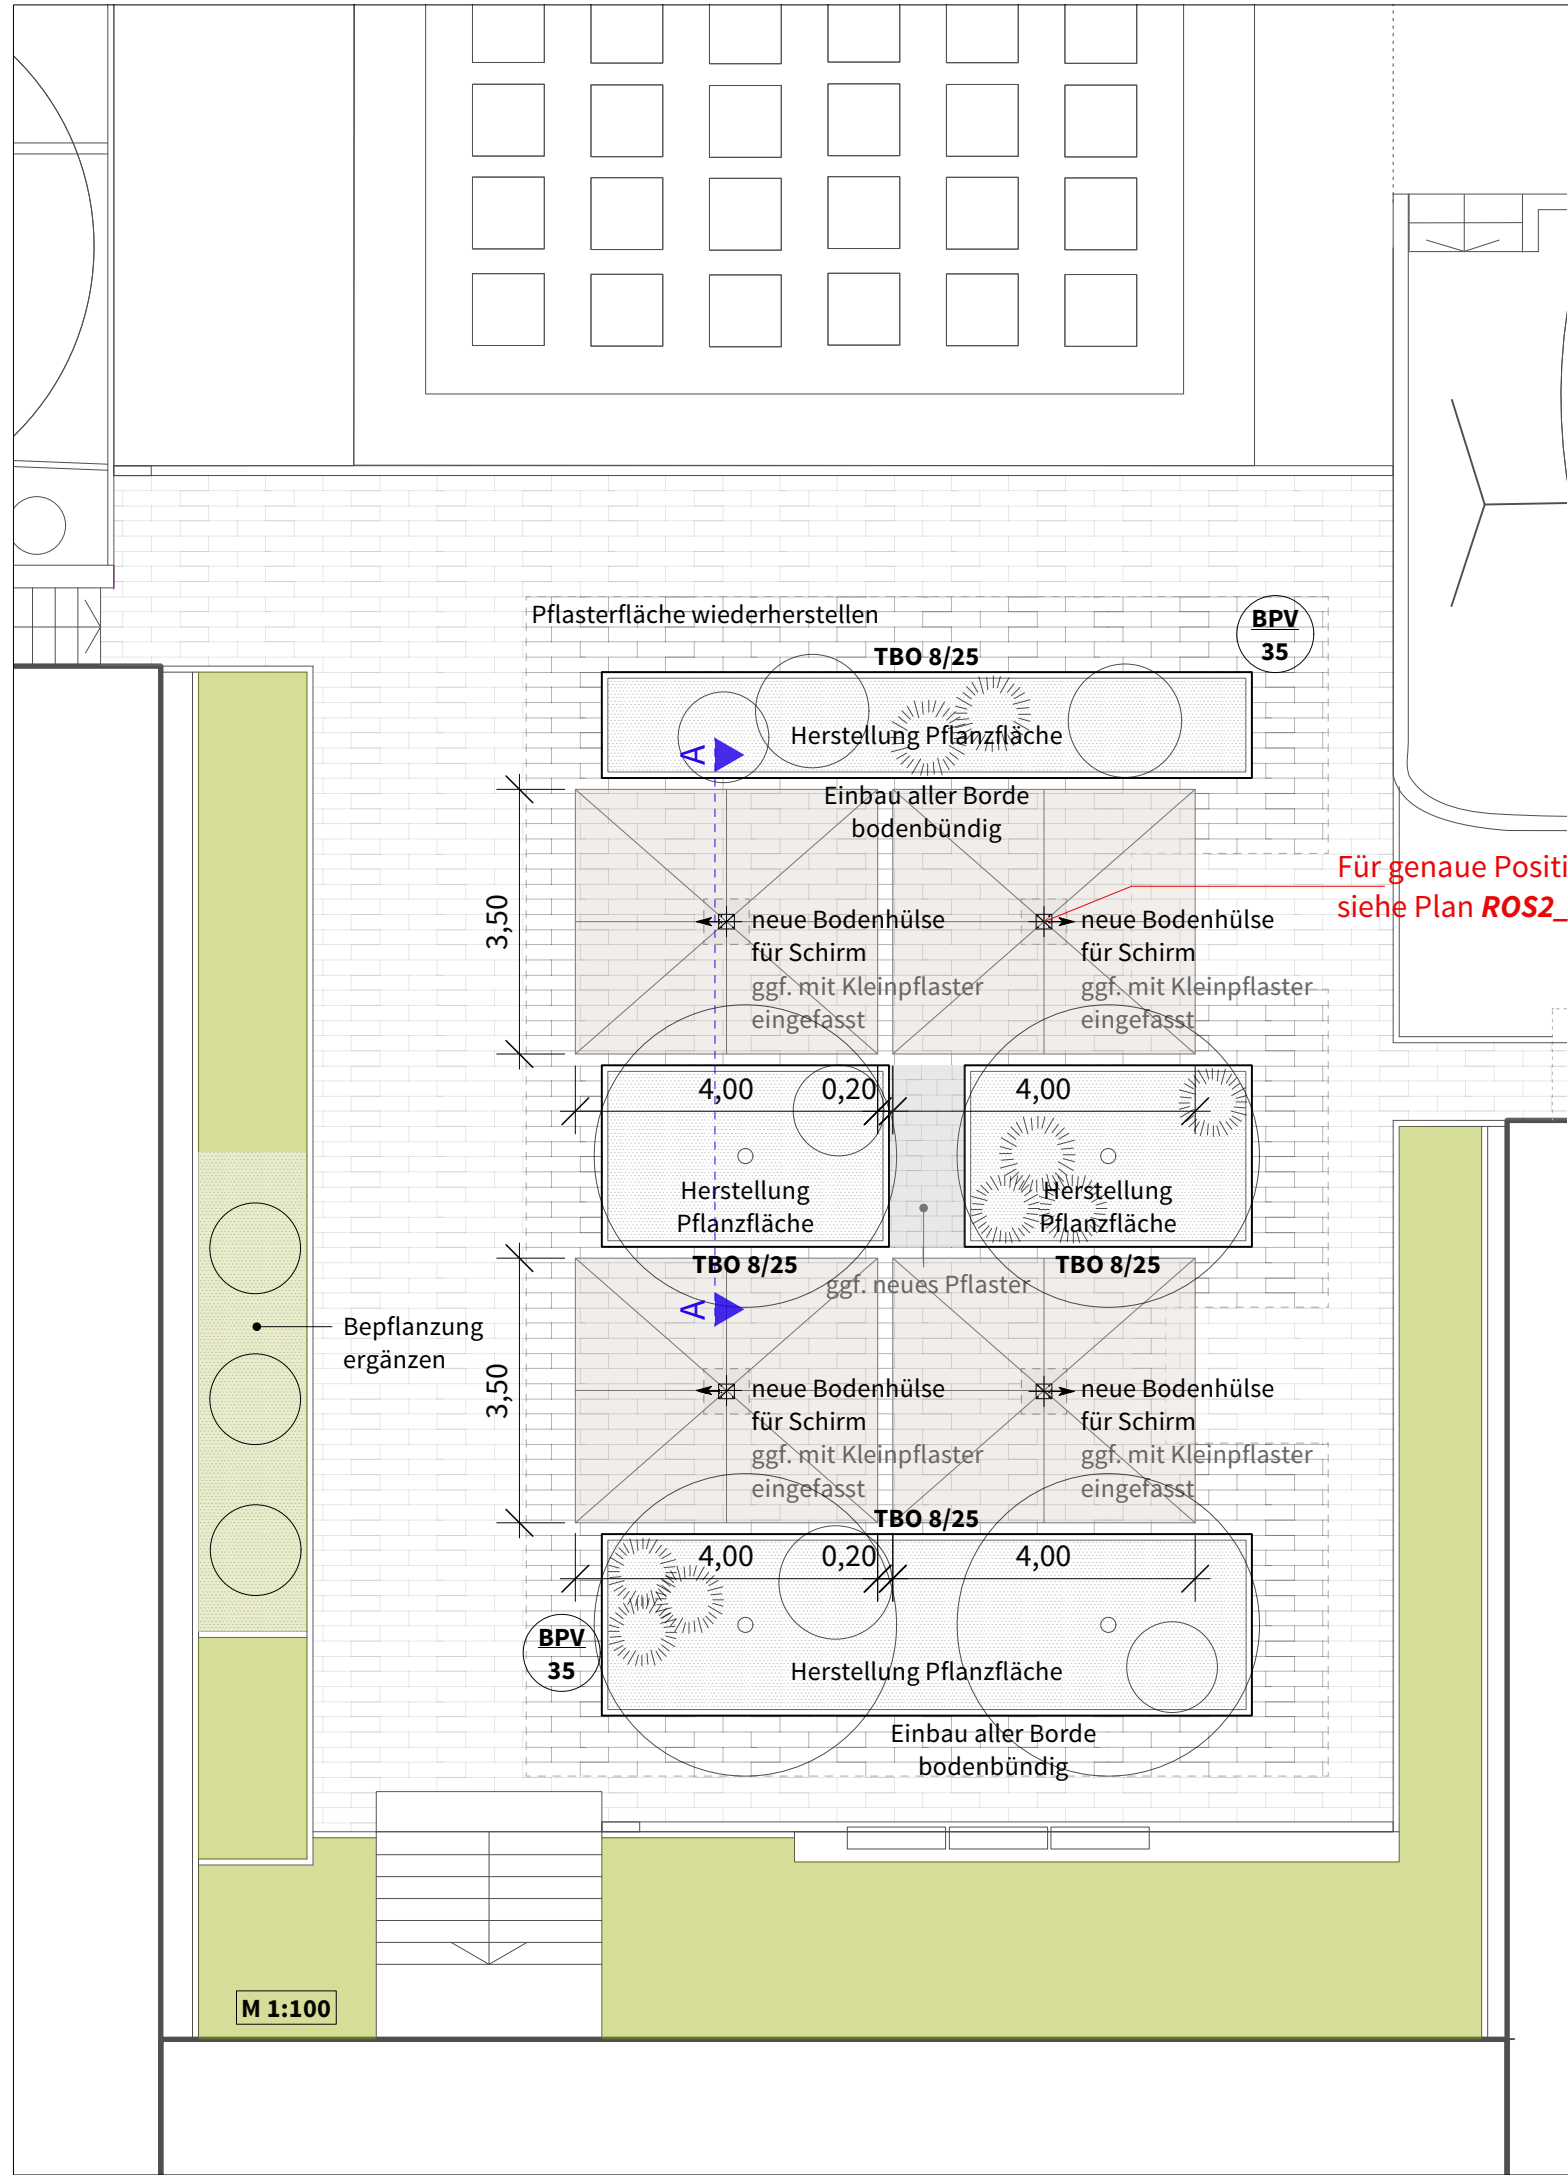 Pflasterfläche wiederherstellen
BPV
35
TBO 8/25
Herstellung Pflanzfläche
A
Einbau aller Borde
bodenbündig
Für genaue Positi
siehe Plan ROS2_
3,50
neue Bodenhülse
für Schirm
ggf. mit Kleinpflaster
eingefasst
neue Bodenhülse
für Schirm
ggf. mit Kleinpflaster
eingefasst
4,00
0,20
4,00
Herstellung
Pflanzfläche
Herstellung
Pflanzfläche
TBO 8/25
TBO 8/25
ggf. neues Pflaster
A
Bepflanzung
ergänzen
3,50
neue Bodenhülse
für Schirm
ggf. mit Kleinpflaster
eingefasst
neue Bodenhülse
für Schirm
ggf. mit Kleinpflaster
eingefasst
TBO 8/25
4,00
0,20
4,00
BPV
35
Herstellung Pflanzfläche
Einbau aller Borde
bodenbündig
M 1:100